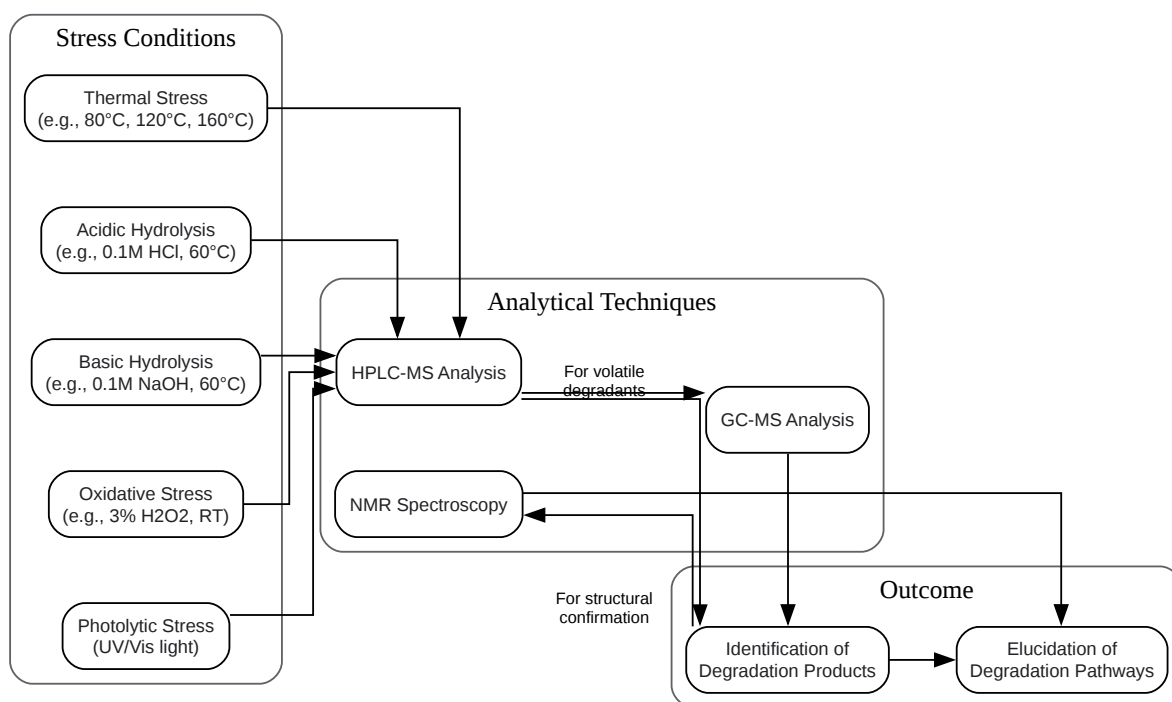 Stress Conditions
Thermal Stress
(e.g., 80°C, 120°C, 160°C)
Acidic Hydrolysis
(e.g., 0.1M HCl, 60°C)
Basic Hydrolysis
(e.g., 0.1M NaOH, 60°C)
Oxidative Stress
(e.g., 3% H2O2, RT)
Photolytic Stress
(UV/Vis light)
Analytical Techniques
HPLC-MS Analysis
For volatile
degradants
GC-MS Analysis
NMR Spectroscopy
For structural
confirmation
Outcome
Identification of
Degradation Products
Elucidation of
Degradation Pathways